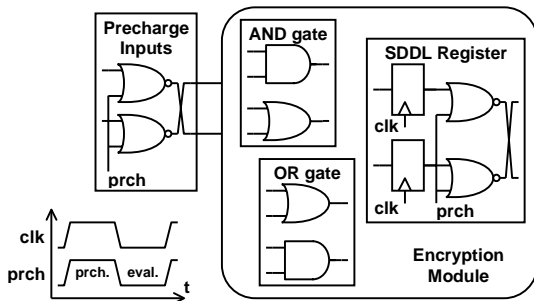 Precharge
Inputs
prch
AND gate
OR gate
SDDL Register
clk
clk
prch
Encryption
Module
clk
prch
prch.
eval.
t